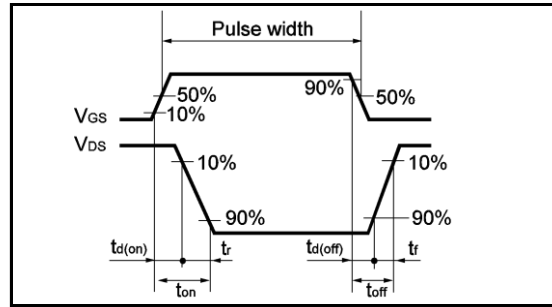 Pulse width
90%
50%
50%
10%
VGS
VDS
10%
10%
90%
90%
td(on)
tr
td(off)
tf
ton
toff